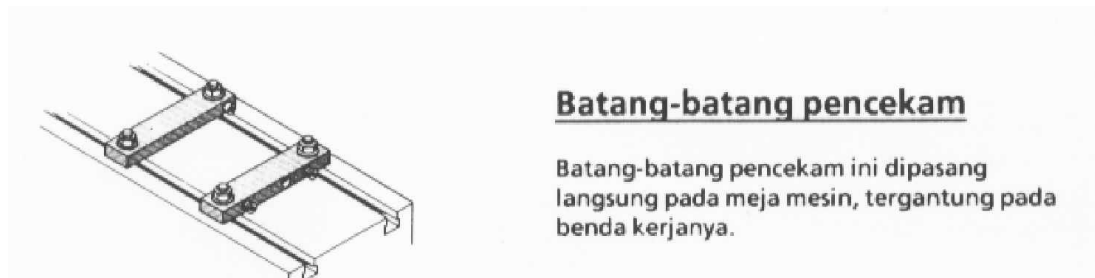 Batang-batang pencekam
Batang-batang pencekam ini dipasang
langsung pada meja mesin, tergantung pada
benda kerjanya.